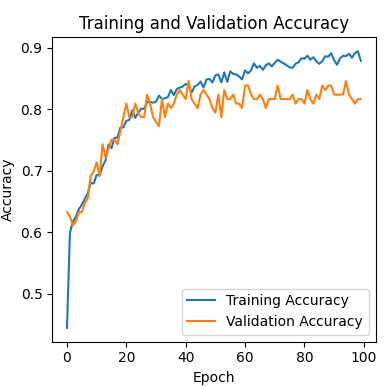 Training and Validation Accuracy
0.9
0.8
0.7
0.6
0.5
Accuracy
0
20
40
60
80
100
Epoch
Training Accuracy
Validation Accuracy